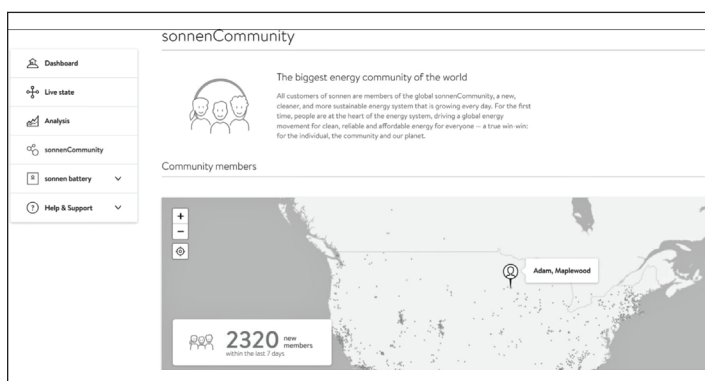 sonnenCommunity
Dashboard
Live state
Analysis
sonnenCommunity
sonnen battery
Help & Support
The biggest energy community of the world
All customers of sonnen are members of the global sonnenCommunity, a new,
cleaner, and more sustainable energy system that is growing every day. For the first
time, people are at the heart of the energy system, driving a global energy
movement for clean, reliable and affordable energy for everyone — a true win-win:
for the individual, the community and our planet.
Community members
+
−
Adam, Maplewood
2320 new members
within the last 7 days